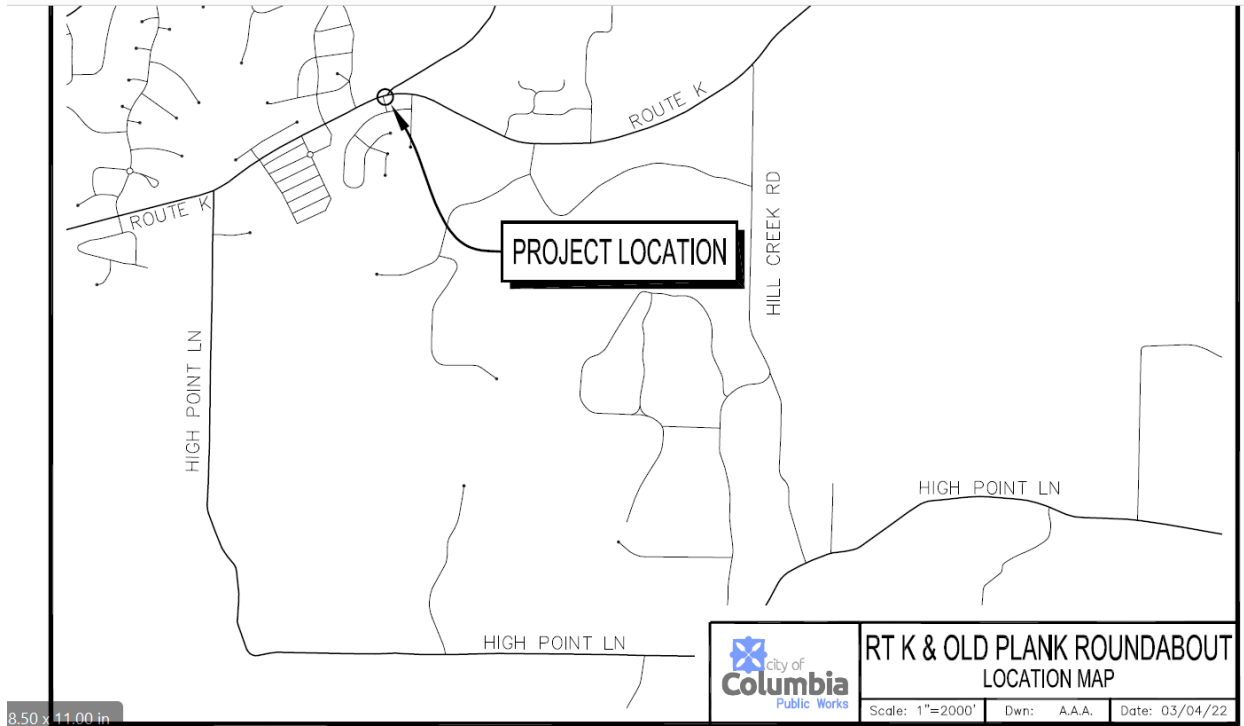 ROUTE K
ROUTE K
HILL CREEK RD
PROJECT LOCATION
HIGH POINT LN
HIGH POINT LN
HIGH POINT LN
city of
Columbia
Public Works
RT K & OLD PLANK ROUNDABOUT
LOCATION MAP
Scale: 1"=2000' Dwn: A.A.A. Date: 03/04/22
8.50 x 11.00 in